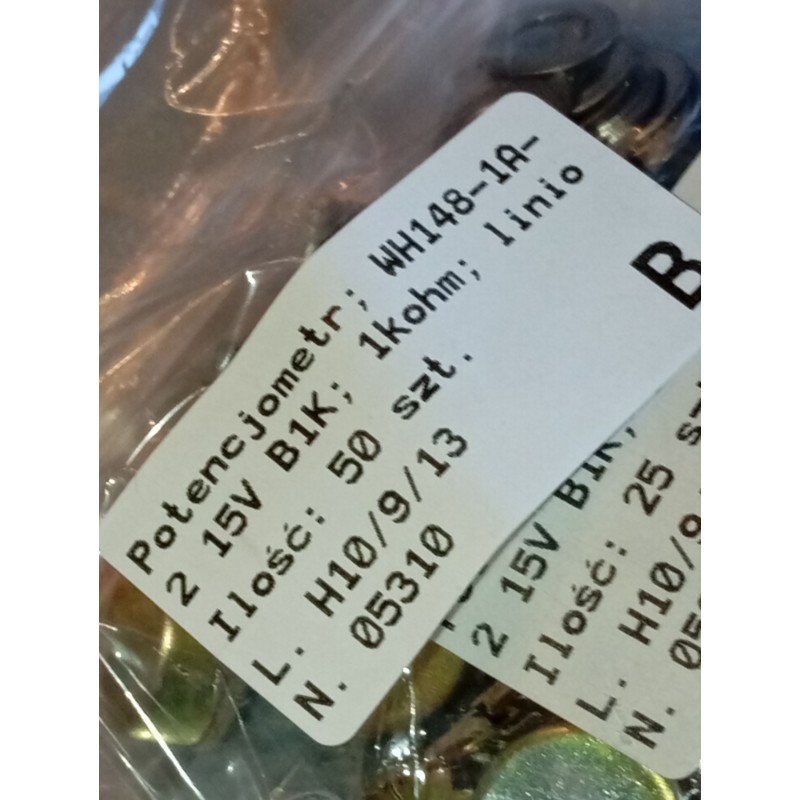 Potencjometr; WH148-1A-
2 15V B1K; 1kohm; linio
Ilość: 50 szt.
L. H10/9/13
N. 05310
B
2 15V B1K;
Ilość: 25
L. H10/9
N.